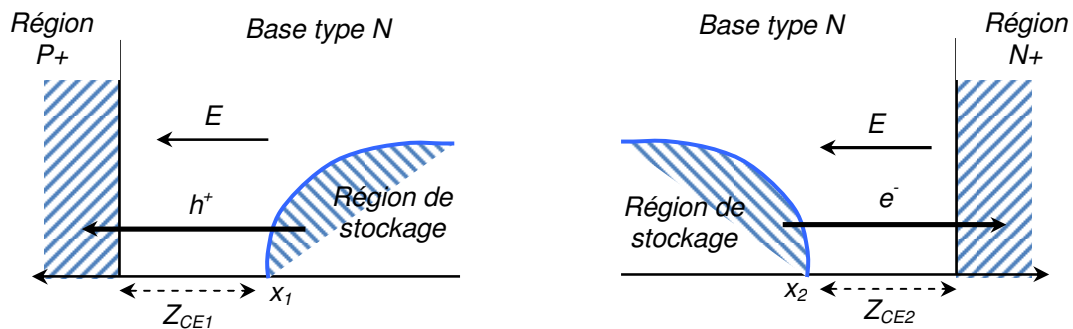 Région
P+
Base type N
E
h+
Région de
stockage
x1
ZCE1
Base type N
Région
N+
E
e-
Région de
stockage
x2
ZCE2